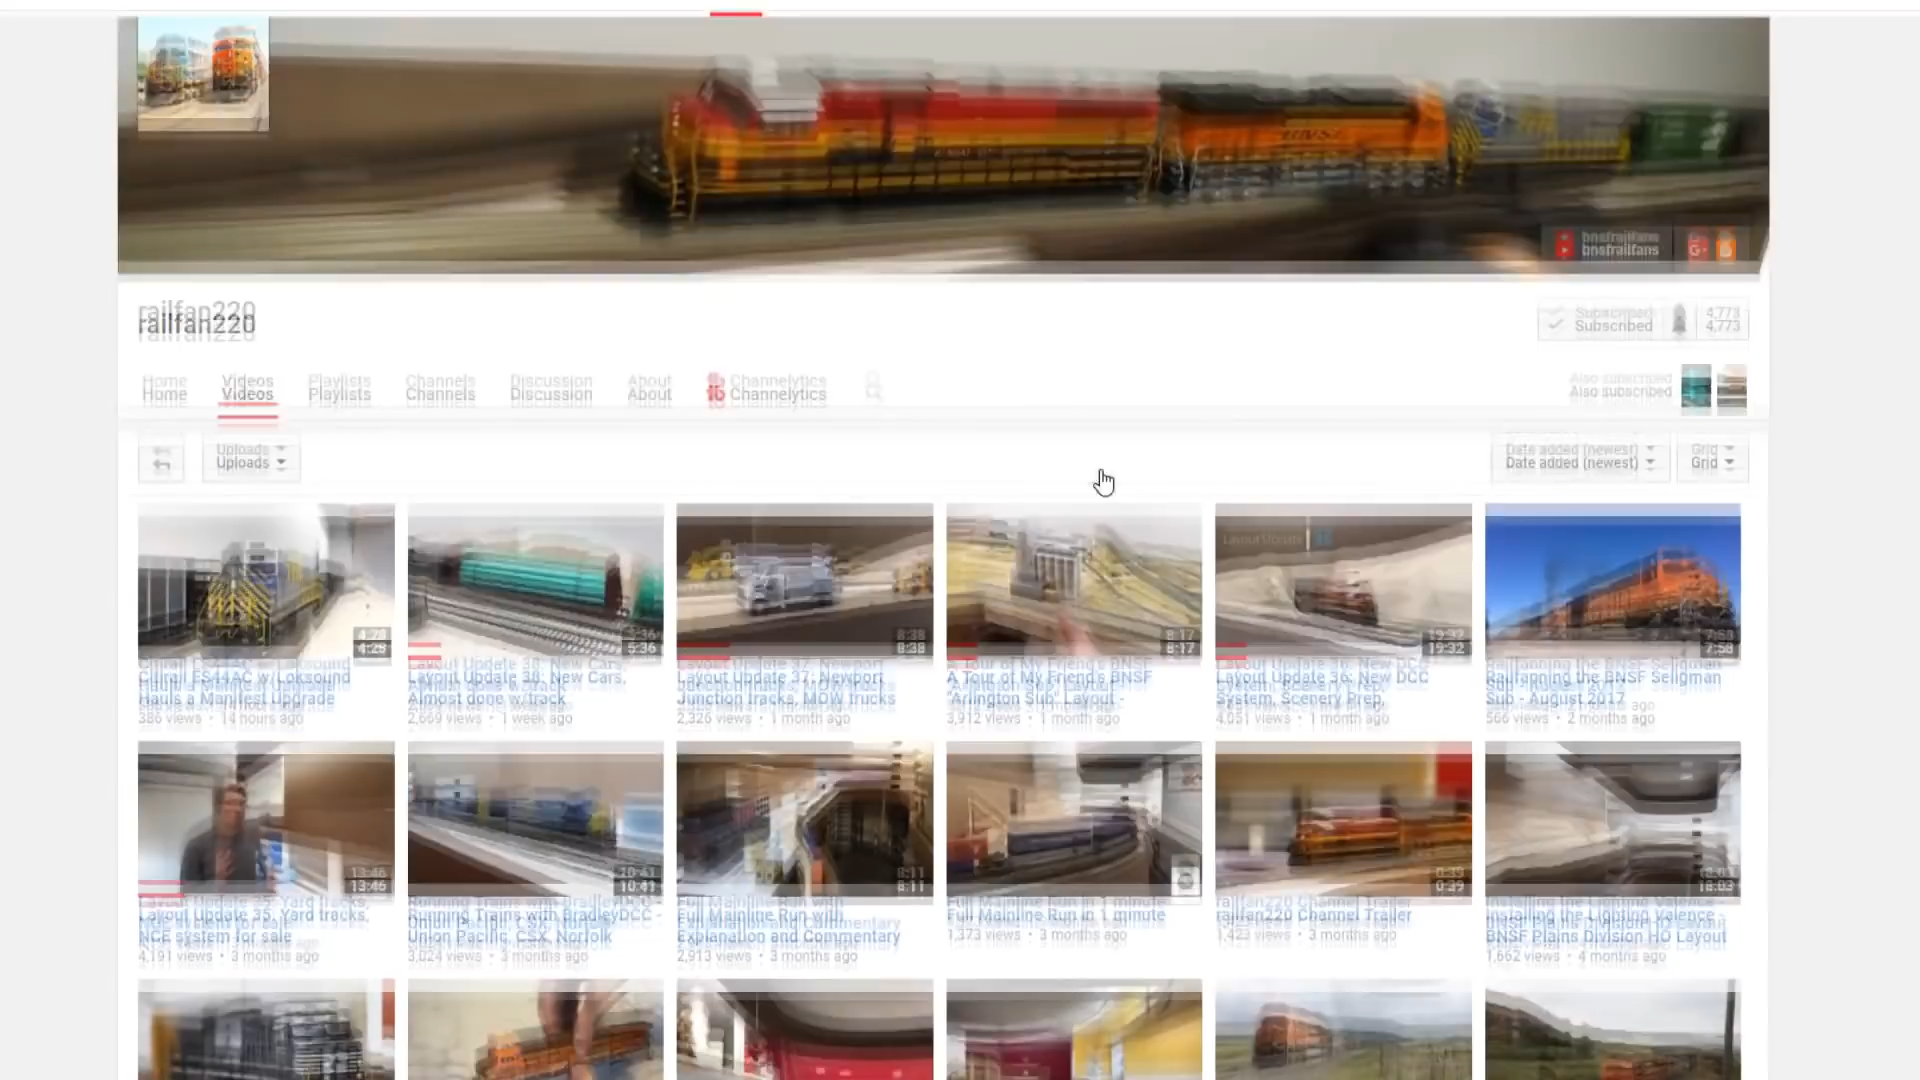 BNSF
bnsfrailfans
railfan220
Subscribed 4,773
Home Videos Playlists Channels Discussion About Channelytics
Also subscribed
Uploads
Date added (newest) Grid
4:28
5:36
8:38
8:17
Layout Update
19:32
7:58
Citirail ES44AC w/Loksound
Hauls a Manifest Upgrade
386 views • 14 hours ago
Layout Update 38: New Cars,
Almost done w/track
2,669 views • 1 week ago
Layout Update 37: Newport
Junction tracks, MOW trucks
2,326 views • 1 month ago
A Tour of My Friend's BNSF
"Arlington Sub" Layout -
3,912 views • 1 month ago
Layout Update 36: New DCC
System, Scenery Prep,
4,051 views • 1 month ago
Railfanning the BNSF Seligman
Sub - August 2017
566 views • 2 months ago
13:46
10:41
8:11
0:39
18:03
Layout Update 35: Yard tracks,
NCE system for sale
4,191 views • 3 months ago
Running Trains with BradleyDCC -
Union Pacific, CSX, Norfolk
3,024 views • 3 months ago
Full Mainline Run with
Explanation and Commentary
2,913 views • 3 months ago
Full Mainline Run in 1 minute
1,373 views • 3 months ago
railfan220 Channel Trailer
1,423 views • 3 months ago
Installing the Lighting Valence -
BNSF Plains Division HO Layout
1,662 views • 4 months ago